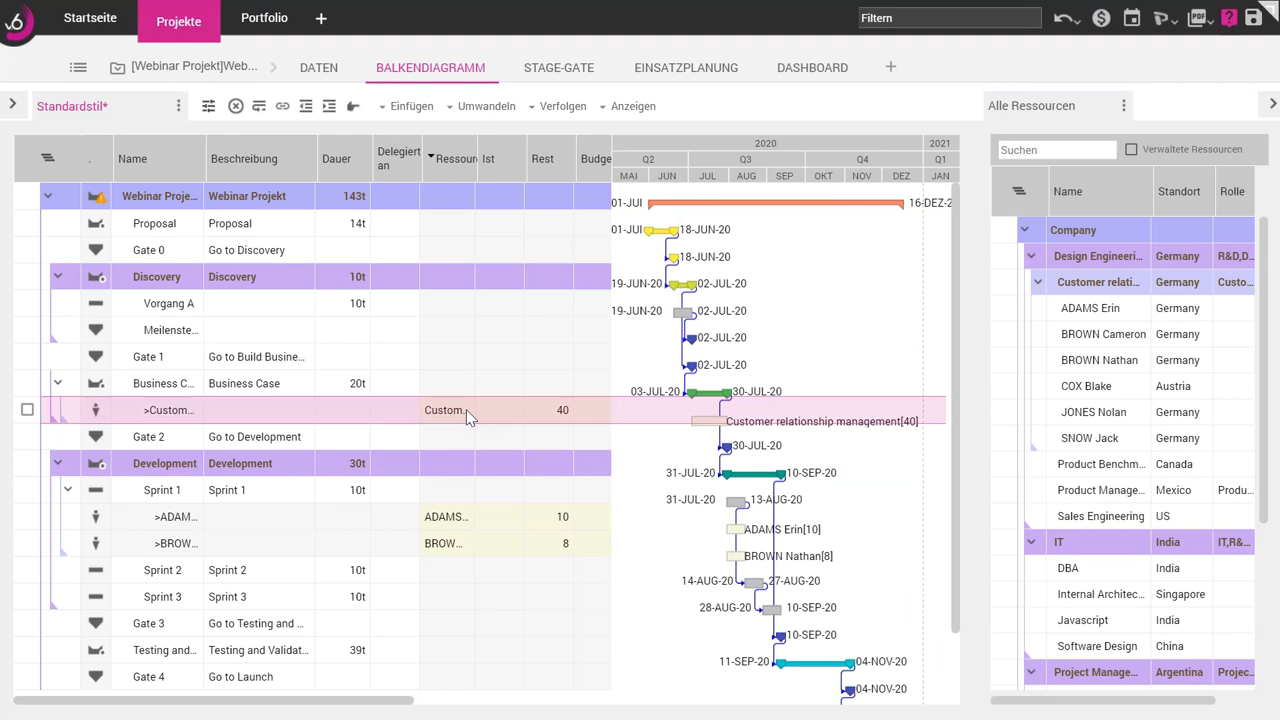 v6 Startseite Projekte Portfolio + Filtern PDF ?
[Webinar Projekt]Web... DATEN BALKENDIAGRAMM STAGE-GATE EINSATZPLANUNG DASHBOARD +
Standardstil* Einfügen Umwandeln Verfolgen Anzeigen Alle Ressourcen
. Name Beschreibung Dauer Delegiert an Ressour Ist Rest Budge
2020 2021
Q2 Q3 Q4 Q1
MAI JUN JUL AUG SEP OKT NOV DEZ JAN
Webinar Proje... Webinar Projekt 143t 01-JUI 16-DEZ-2
Proposal Proposal 14t 01-JUI 18-JUN-20
Gate 0 Go to Discovery 18-JUN-20
Discovery Discovery 10t 19-JUN-20 02-JUL-20
Vorgang A 10t 19-JUN-20 02-JUL-20
Meilenste... 02-JUL-20
Gate 1 Go to Build Busine... 02-JUL-20
Business C... Business Case 20t 03-JUL-20 30-JUL-20
>Custom... Custom... 40 Customer relationship management[40]
Gate 2 Go to Development 30-JUL-20
Development Development 30t 31-JUL-20 10-SEP-20
Sprint 1 Sprint 1 10t 31-JUL-20 13-AUG-20
>ADAM... ADAMS... 10 ADAMS Erin[10]
>BROW... BROW... 8 BROWN Nathan[8]
Sprint 2 Sprint 2 10t 14-AUG-20 27-AUG-20
Sprint 3 Sprint 3 10t 28-AUG-20 10-SEP-20
Gate 3 Go to Testing and ... 10-SEP-20
Testing and... Testing and Validat... 39t 11-SEP-20 04-NOV-20
Gate 4 Go to Launch 04-NOV-20
Suchen Verwaltete Ressourcen
Name Standort Rolle
Company
Design Engineeri... Germany R&D,D...
Customer relati... Germany Custo...
ADAMS Erin Germany
BROWN Cameron Germany
BROWN Nathan Germany
COX Blake Austria
JONES Nolan Germany
SNOW Jack Germany
Product Benchm... Canada
Product Manage... Mexico Produ...
Sales Engineering US
IT India IT,R&...
DBA India
Internal Architec... Singapore
Javascript India
Software Design China
Project Manage... Argentina Projec...